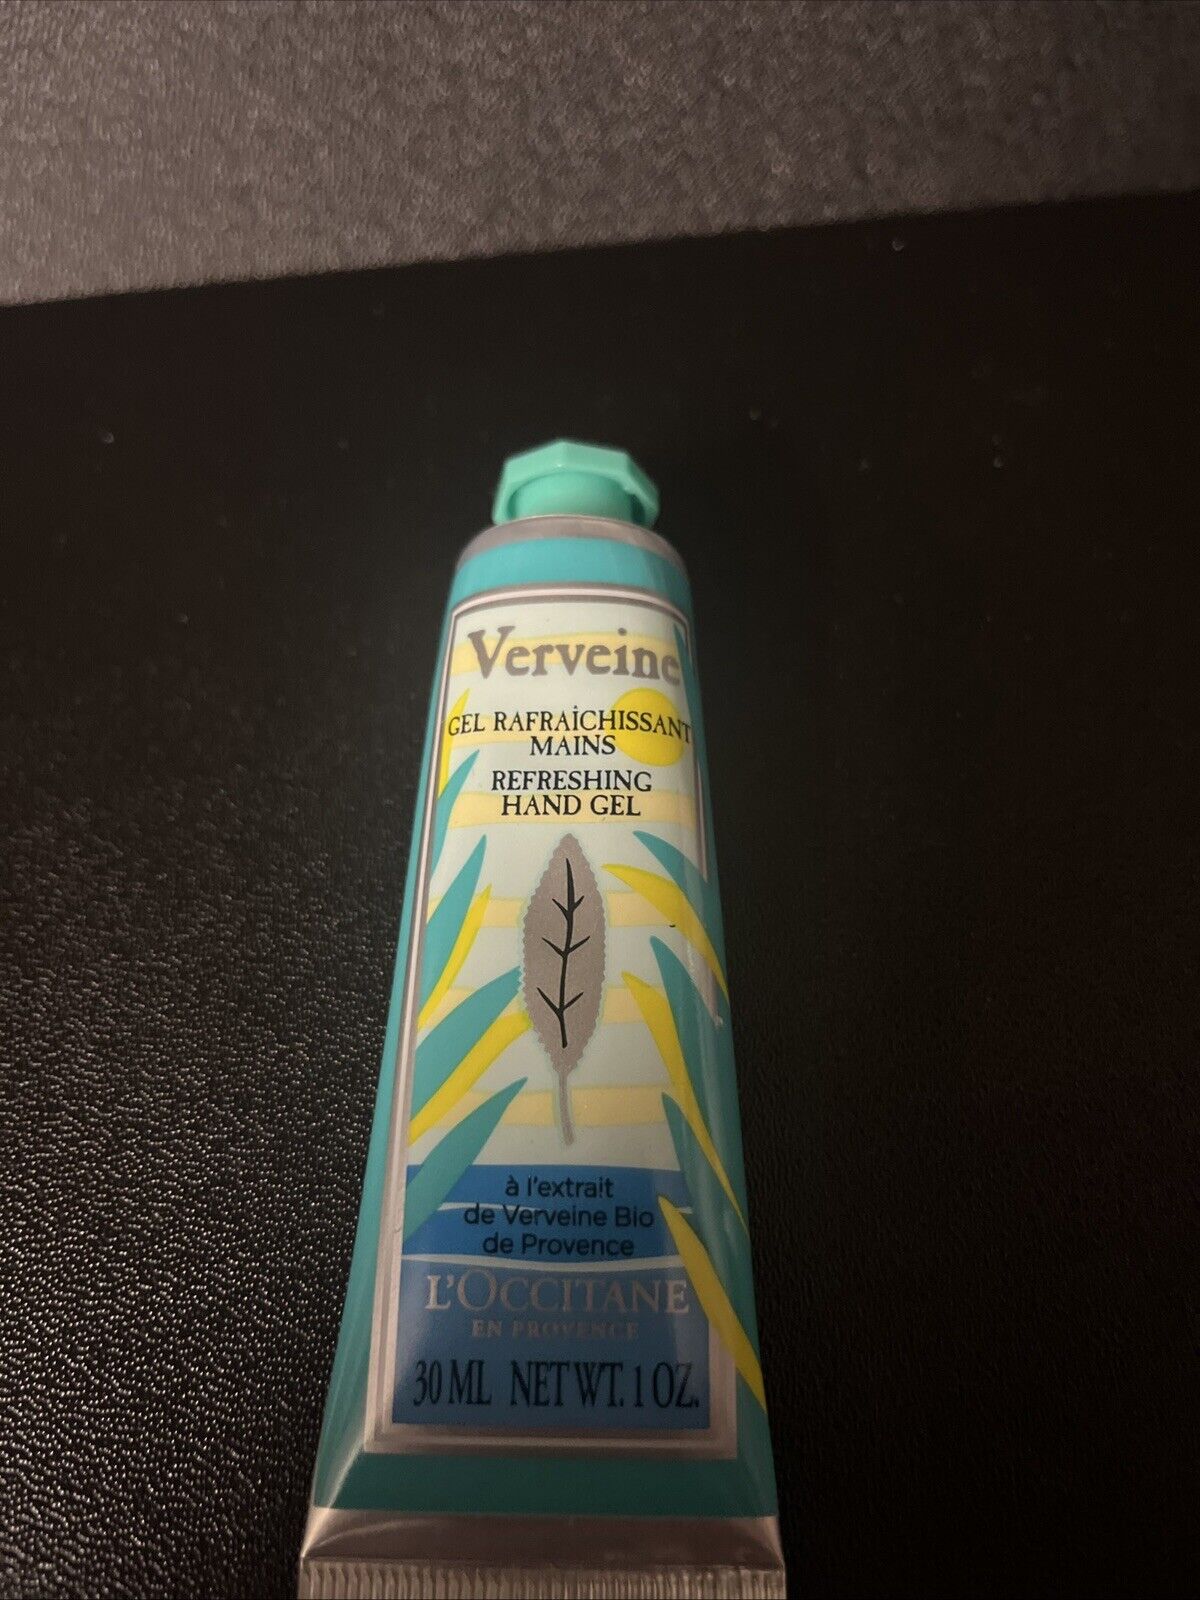 Verveine
GEL RAFRAÎCHISSANT
MAINS
REFRESHING
HAND GEL
à l'extrait
de Verveine Bio
de Provence
L'OCCITANE
EN PROVENCE
30 ML NET WT. 1 OZ.